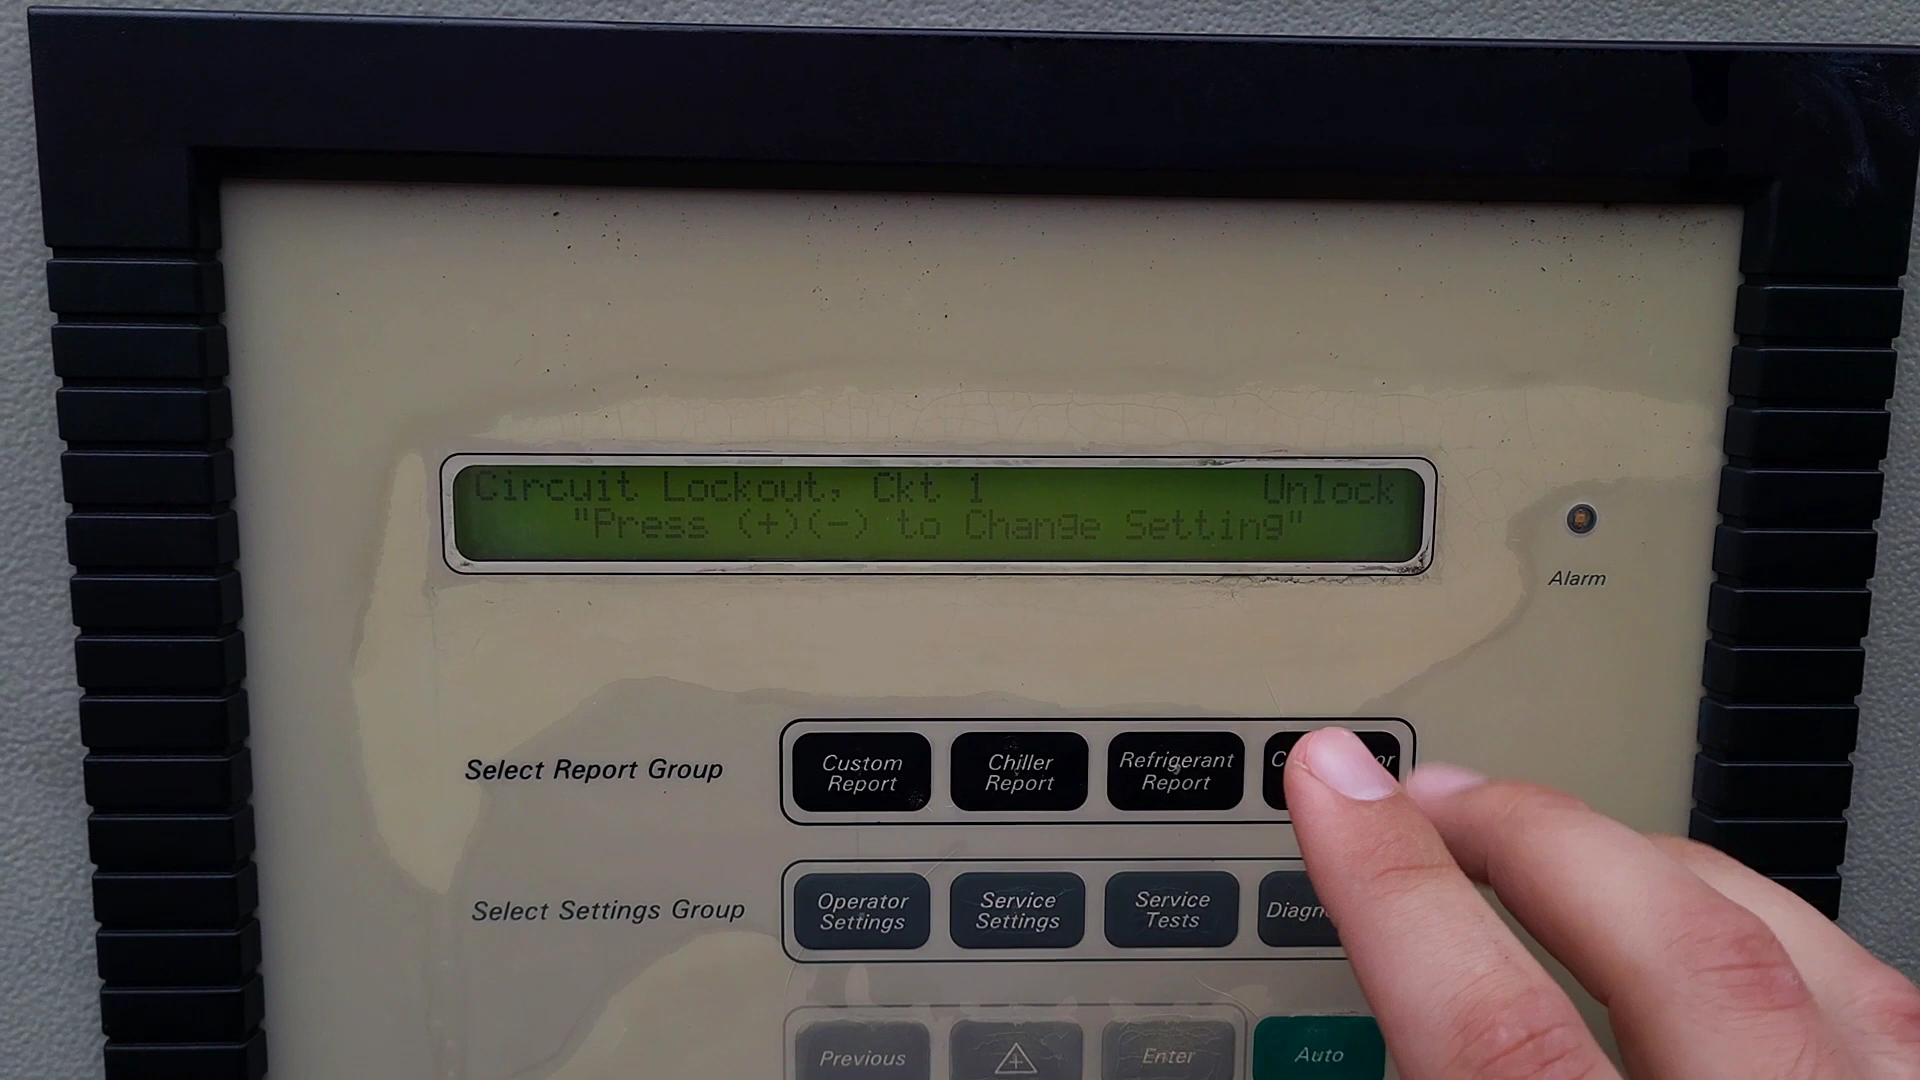 Circuit Lockout, Ckt 1 Unlock
"Press (+)(-) to Change Setting"
Alarm
Select Report Group
Custom Report
Chiller Report
Refrigerant Report
Select Settings Group
Operator Settings
Service Settings
Service Tests
Previous
+
Enter
Auto